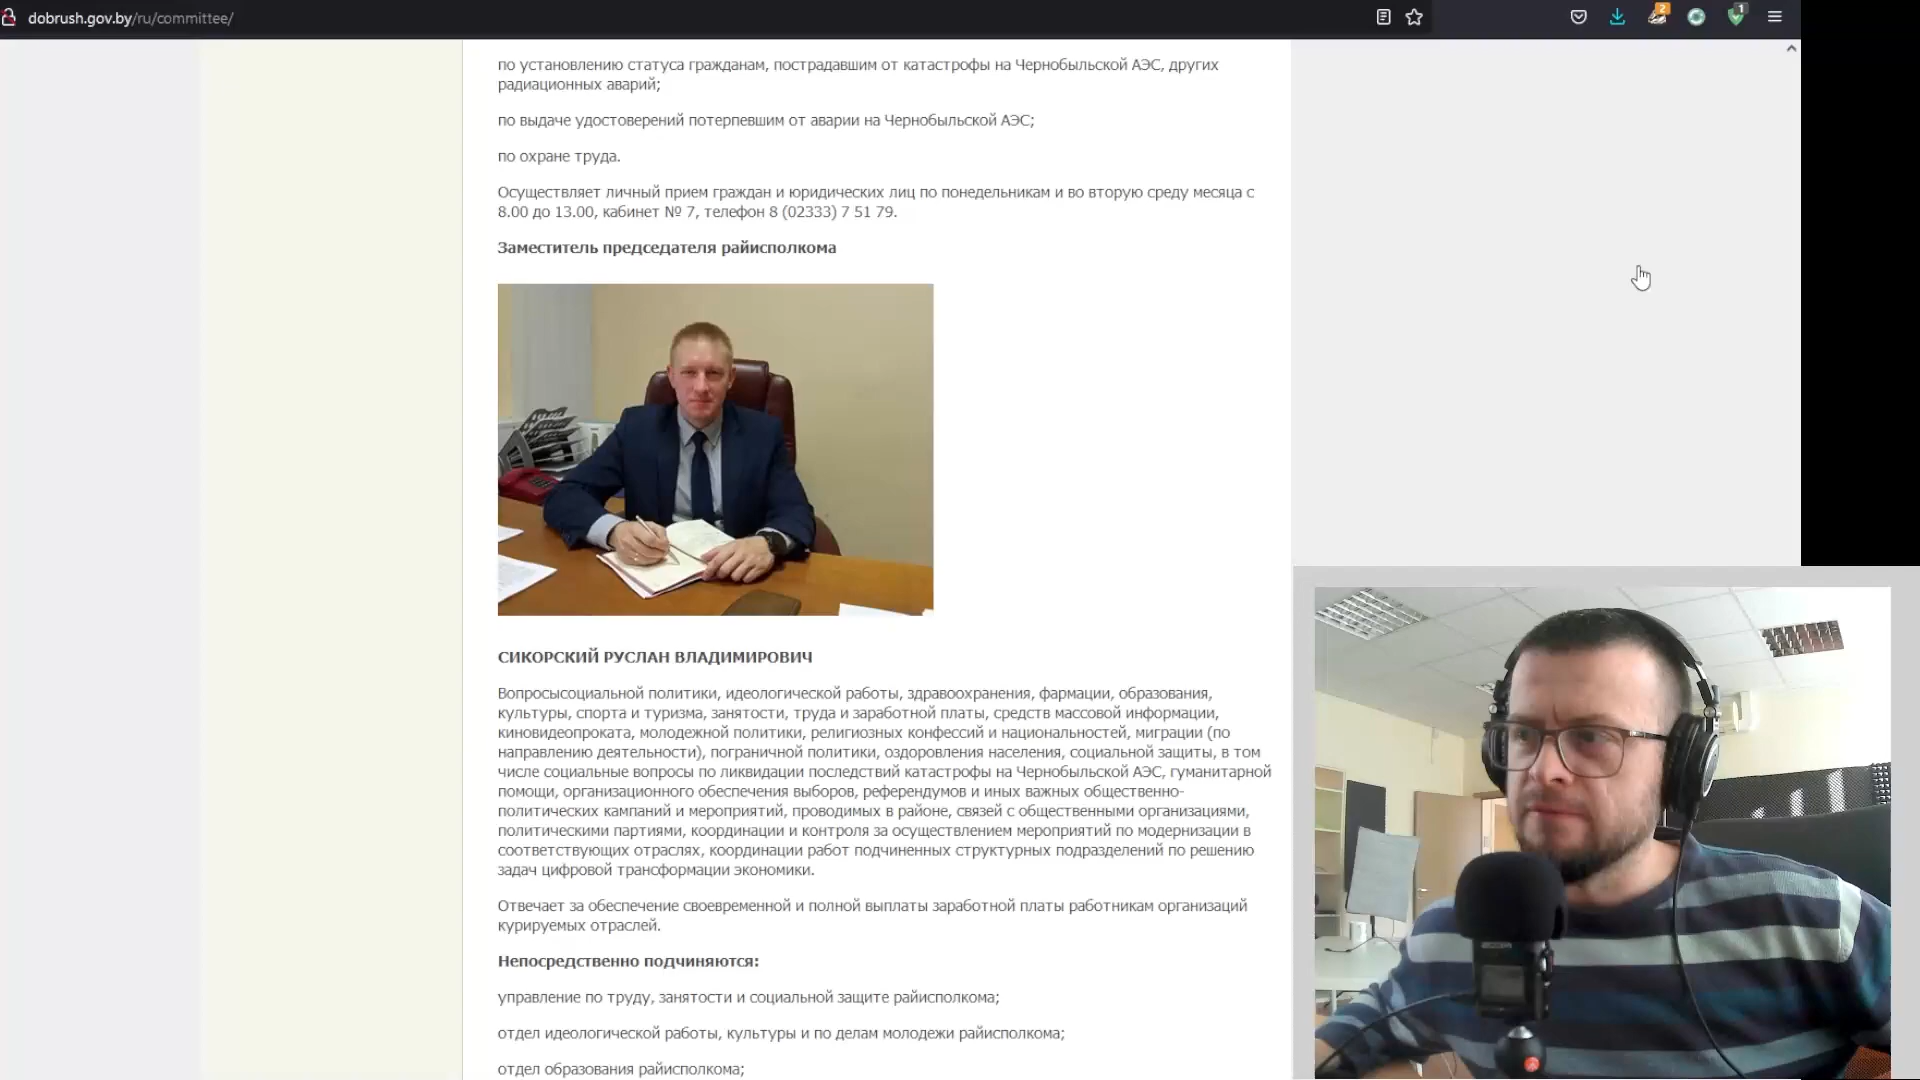 dobrush.gov.by/ru/committee/
2
1
по установлению статуса гражданам, пострадавшим от катастрофы на Чернобыльской АЭС, других
радиационных аварий;
по выдаче удостоверений потерпевшим от аварии на Чернобыльской АЭС;
по охране труда.
Осуществляет личный прием граждан и юридических лиц по понедельникам и во вторую среду месяца с
8.00 до 13.00, кабинет № 7, телефон 8 (02333) 7 51 79.
Заместитель председателя райисполкома
СИКОРСКИЙ РУСЛАН ВЛАДИМИРОВИЧ
Вопросысоциальной политики, идеологической работы, здравоохранения, фармации, образования,
культуры, спорта и туризма, занятости, труда и заработной платы, средств массовой информации,
киновидеопроката, молодежной политики, религиозных конфессий и национальностей, миграции (по
направлению деятельности), пограничной политики, оздоровления населения, социальной защиты, в том
числе социальные вопросы по ликвидации последствий катастрофы на Чернобыльской АЭС, гуманитарной
помощи, организационного обеспечения выборов, референдумов и иных важных общественно-
политических кампаний и мероприятий, проводимых в районе, связей с общественными организациями,
политическими партиями, координации и контроля за осуществлением мероприятий по модернизации в
соответствующих отраслях, координации работ подчиненных структурных подразделений по решению
задач цифровой трансформации экономики.
Отвечает за обеспечение своевременной и полной выплаты заработной платы работникам организаций
курируемых отраслей.
Непосредственно подчиняются:
управление по труду, занятости и социальной защите райисполкома;
отдел идеологической работы, культуры и по делам молодежи райисполкома;
отдел образования райисполкома;